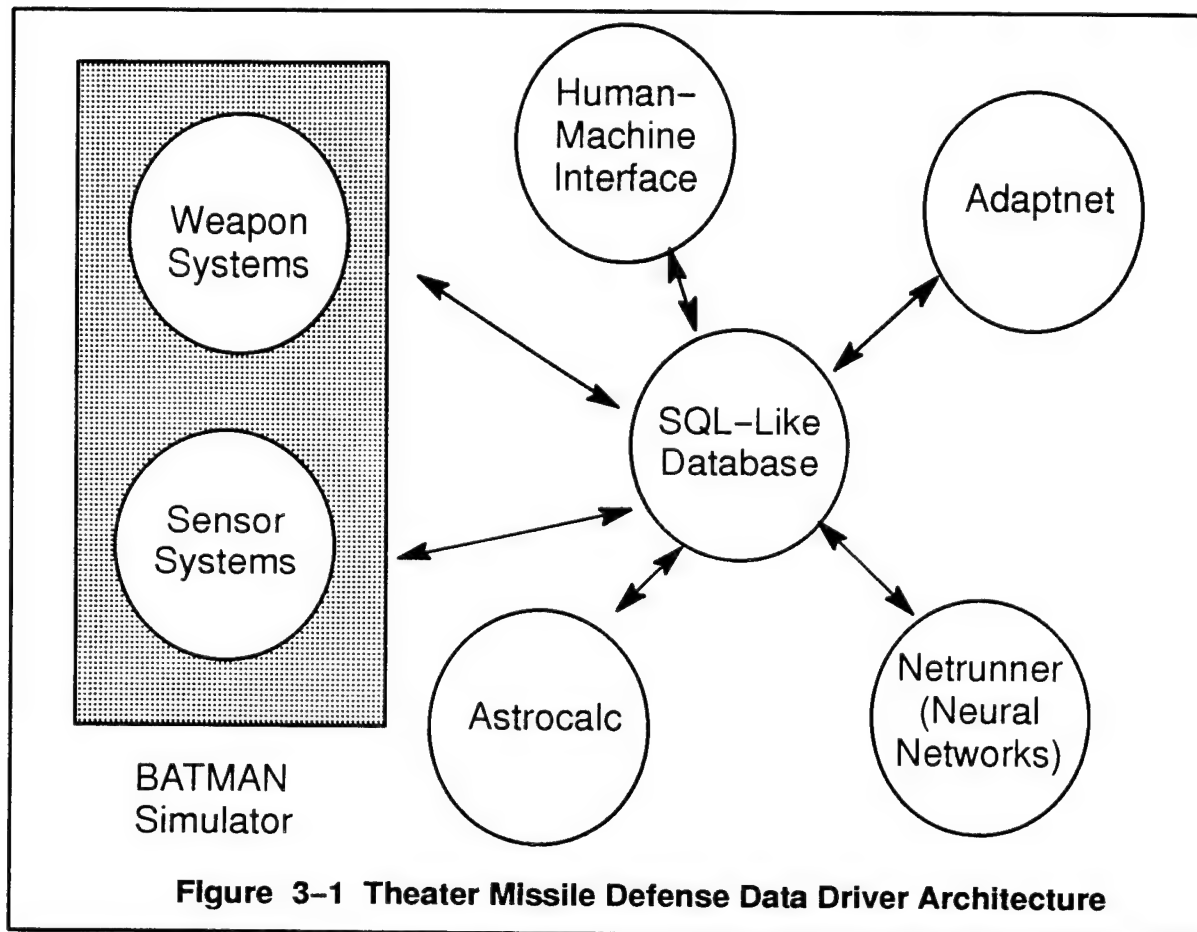 Human–
Machine
Interface
Weapon
Systems
Adaptnet
SQL–Like
Database
Sensor
Systems
Astrocalc
Netrunner
(Neural
Networks)
BATMAN
Simulator
Figure 3–1 Theater Missile Defense Data Driver Architecture